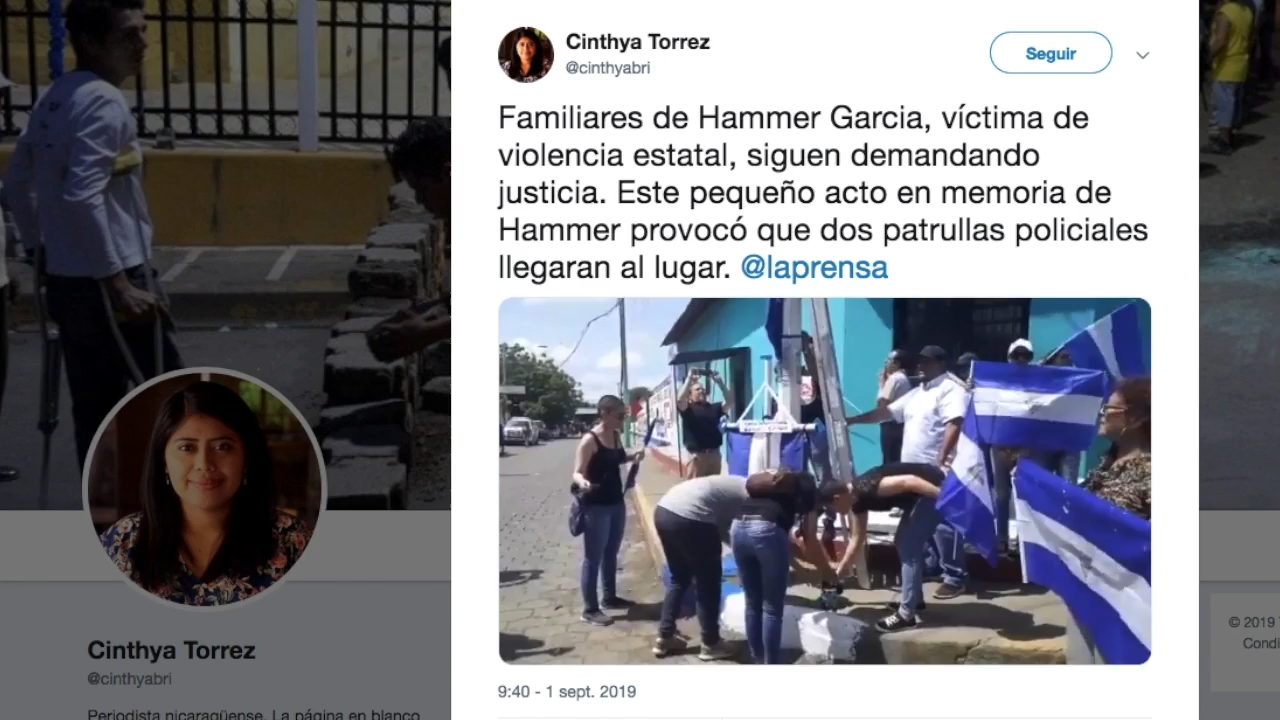 Cinthya Torrez
@cinthyabri
Seguir
Familiares de Hammer Garcia, víctima de
violencia estatal, siguen demandando
justicia. Este pequeño acto en memoria de
Hammer provocó que dos patrullas policiales
llegaran al lugar. @laprensa
9:40 - 1 sept. 2019
Cinthya Torrez
@cinthyabri
Periodista nicaragüense. La página en blanco
© 2019